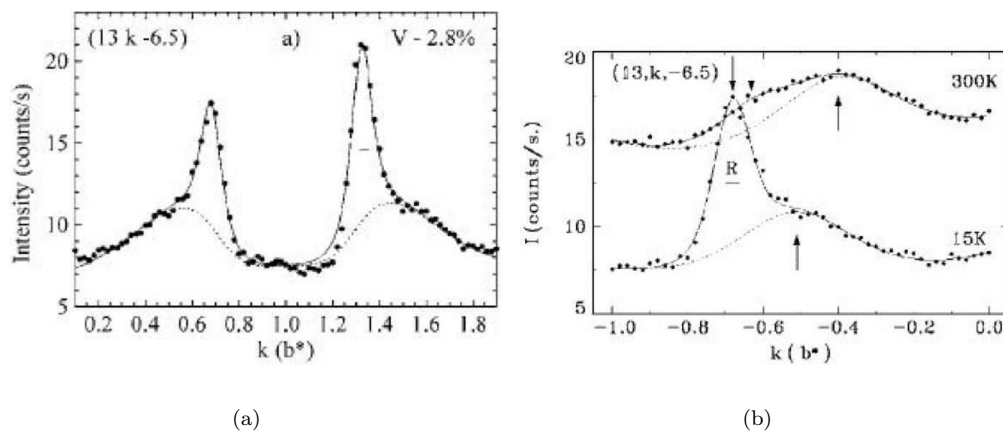 (13 k -6.5) a) V - 2.8%
Intensity (counts/s)
20
15
10
5
0.2 0.4 0.6 0.8 1.0 1.2 1.4 1.6 1.8
k (b*)
(a)
(13,k,-6.5)
300K
R
15K
I (counts/s.)
20
15
10
5
-1.0 -0.8 -0.6 -0.4 -0.2 0.0
k ( b* )
(b)